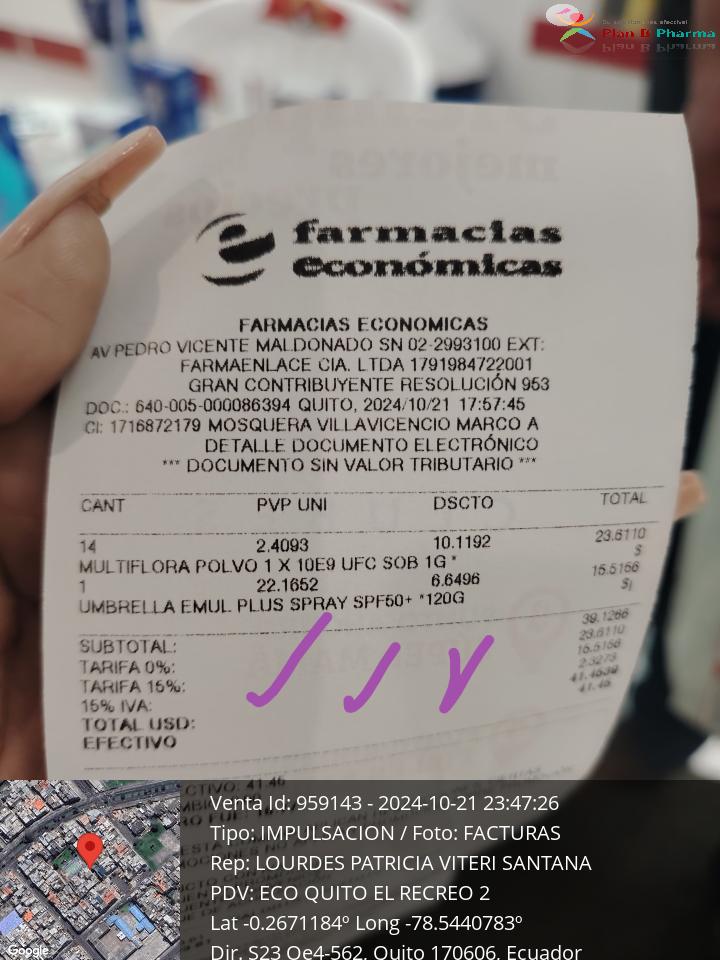 Plan B Pharma
mejores
farmacias
económicas
FARMACIAS ECONOMICAS
AV PEDRO VICENTE MALDONADO SN 02-2993100 EXT:
FARMAENLACE CIA. LTDA 1791984722001
GRAN CONTRIBUYENTE RESOLUCIÓN 953
DOC.: 640-005-000086394 QUITO, 2024/10/21 17:57:45
CI: 1716872179 MOSQUERA VILLAVICENCIO MARCO A
DETALLE DOCUMENTO ELECTRÓNICO
*** DOCUMENTO SIN VALOR TRIBUTARIO ***
CANT PVP UNI DSCTO TOTAL
14 2.4093 10.1192 23.6110
MULTIFLORA POLVO 1 X 10E9 UFC SOB 1G * $
1 22.1652 6.6496 15.5156
UMBRELLA EMUL PLUS SPRAY SPF50+ *120G $
SUBTOTAL: 39.1266
TARIFA 0%: 23.6110
TARIFA 15%: 15.5156
15% IVA: 2.3273
TOTAL USD: 41.4539
EFECTIVO 41.46
Venta Id: 959143 - 2024-10-21 23:47:26
Tipo: IMPULSACION / Foto: FACTURAS
Rep: LOURDES PATRICIA VITERI SANTANA
PDV: ECO QUITO EL RECREO 2
Lat -0.2671184º Long -78.5440783º
Dir. S23 Oe4-562, Quito 170606, Ecuador
Google